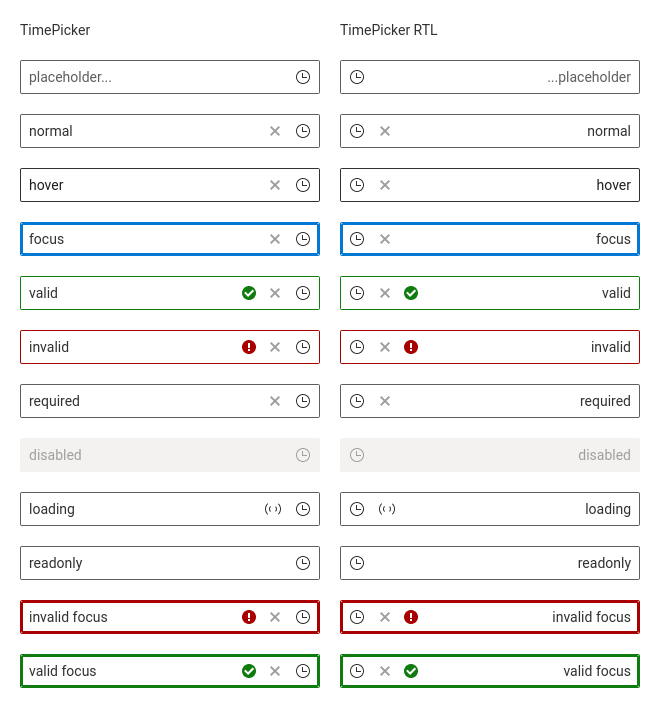 TimePicker
TimePicker RTL
placeholder...
...placeholder
normal
normal
hover
hover
focus
focus
valid
valid
invalid
invalid
required
required
disabled
disabled
loading
loading
readonly
readonly
invalid focus
invalid focus
valid focus
valid focus